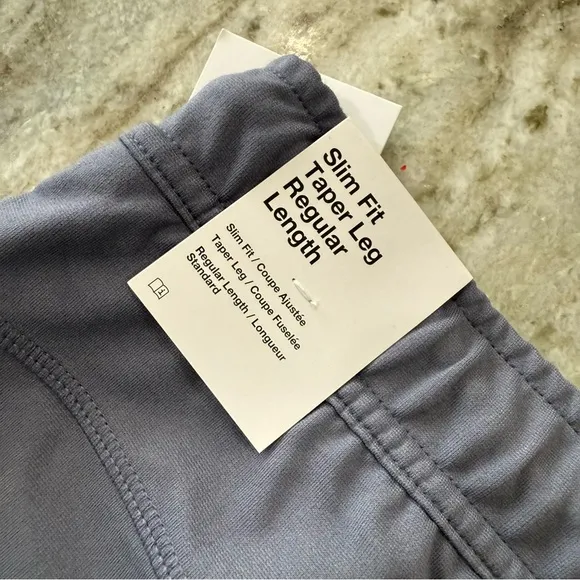 Slim Fit
Taper Leg
Regular
Length
Slim Fit / Coupe Ajustée
Taper Leg / Coupe Fuselée
Regular Length / Longueur
Standard